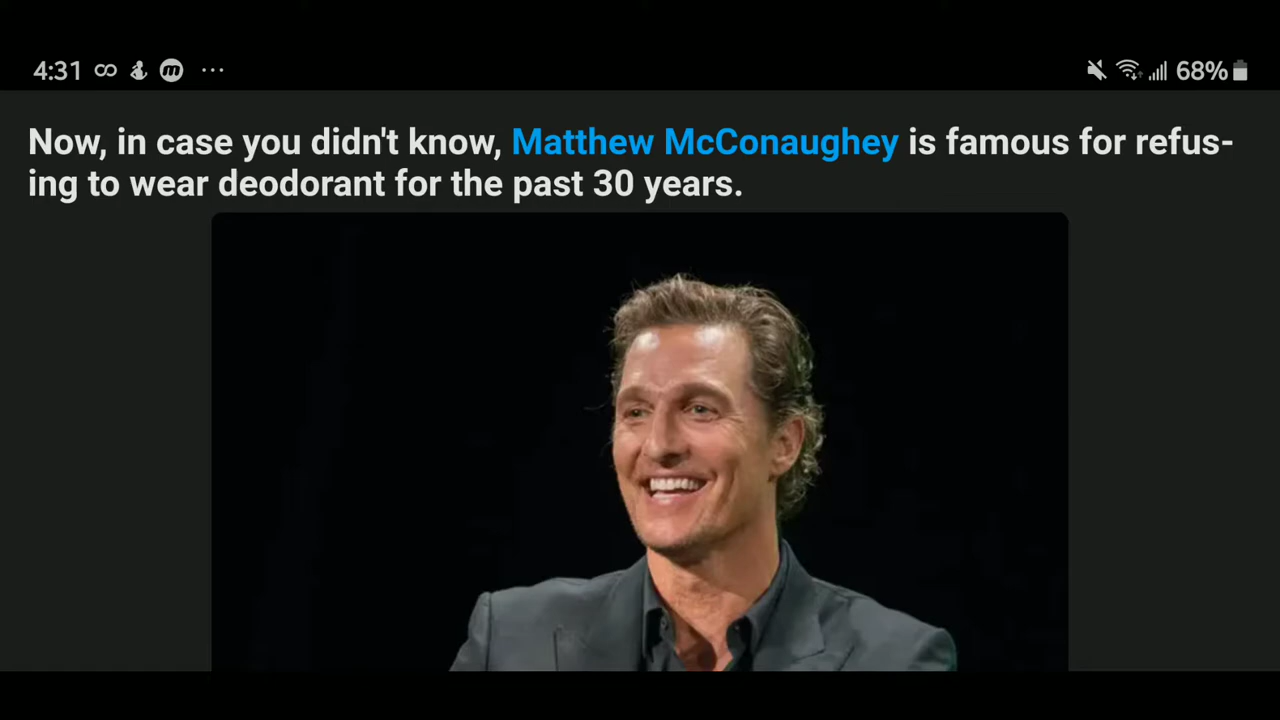 4:31
68%
Now, in case you didn't know, Matthew McConaughey is famous for refus-
ing to wear deodorant for the past 30 years.